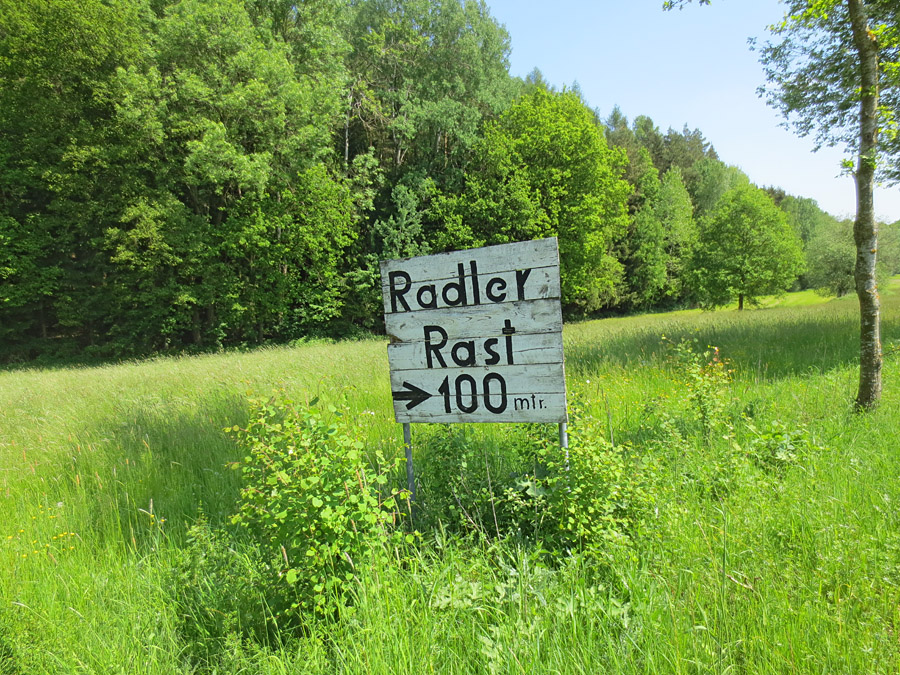 Radler
Rast
→100 mtr.